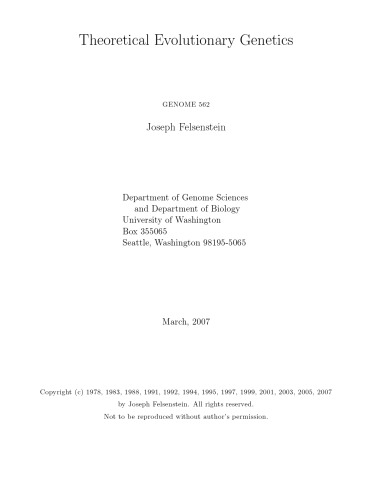 Theoretical Evolutionary Genetics
GENOME 562
Joseph Felsenstein
Department of Genome Sciences
and Department of Biology
University of Washington
Box 355065
Seattle, Washington 98195-5065
March, 2007
Copyright (c) 1978, 1983, 1988, 1991, 1992, 1994, 1995, 1997, 1999, 2001, 2003, 2005, 2007
by Joseph Felsenstein. All rights reserved.
Not to be reproduced without author's permission.